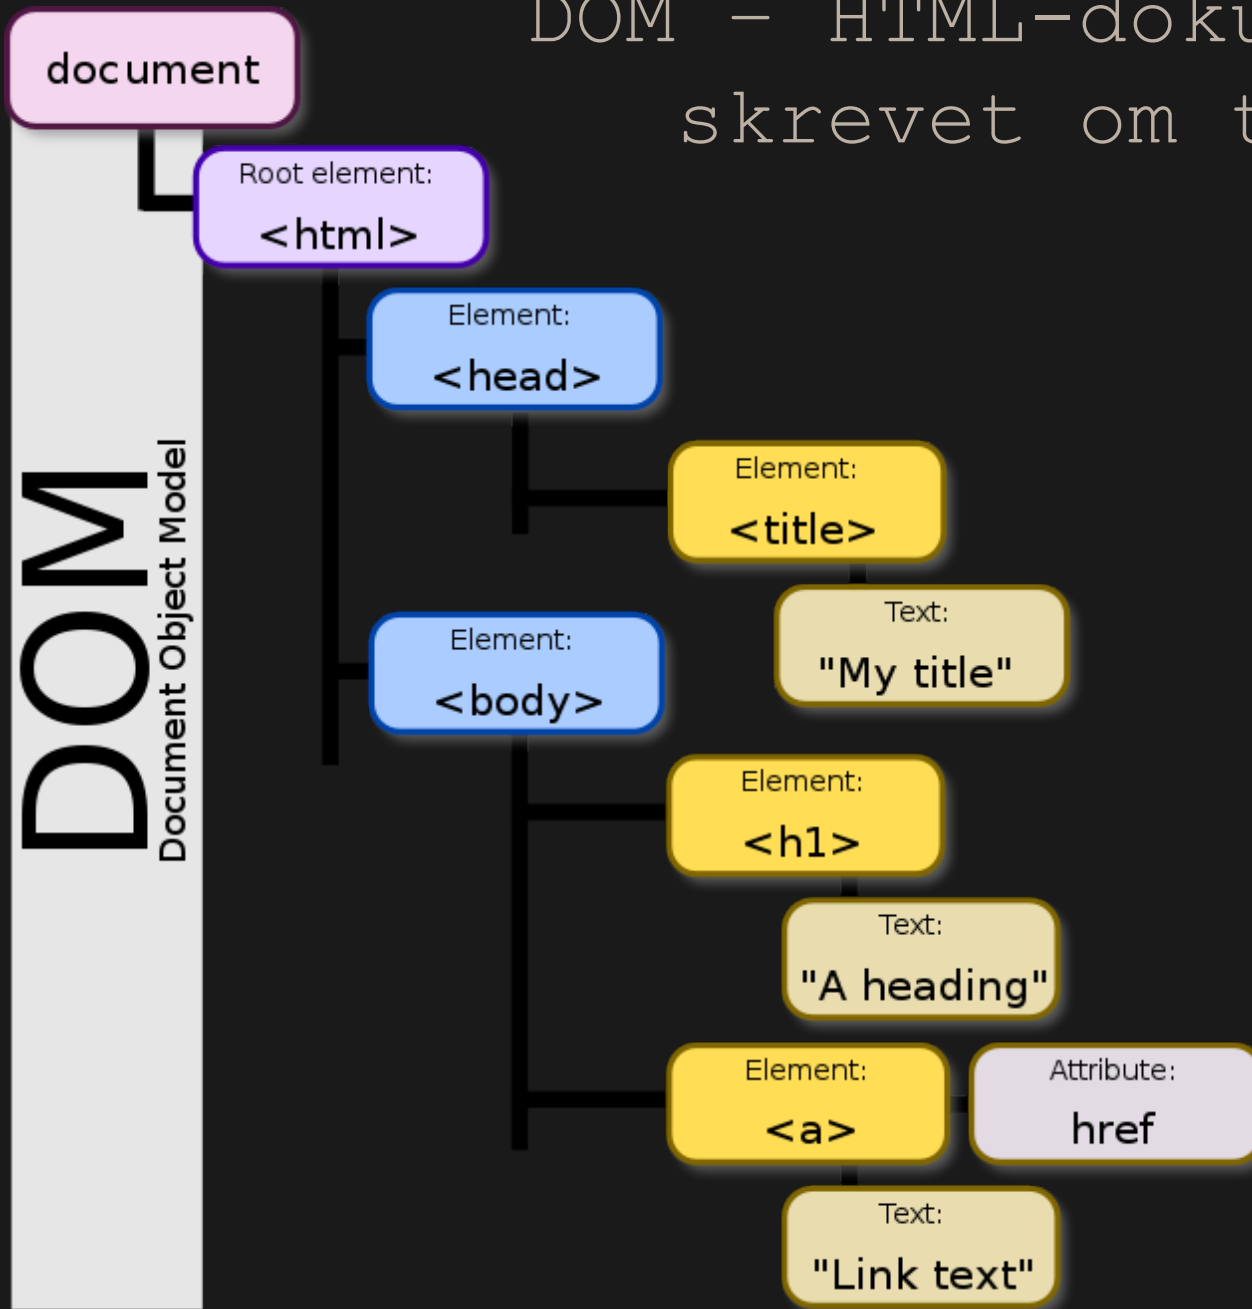 DOM – HTML-doku
skrevet om t
document
Root element:
<html>
Element:
<head>
Element:
<title>
Text:
"My title"
Element:
<body>
Element:
<h1>
Text:
"A heading"
Element:
<a>
Attribute:
href
Text:
"Link text"
DOM
Document Object Model